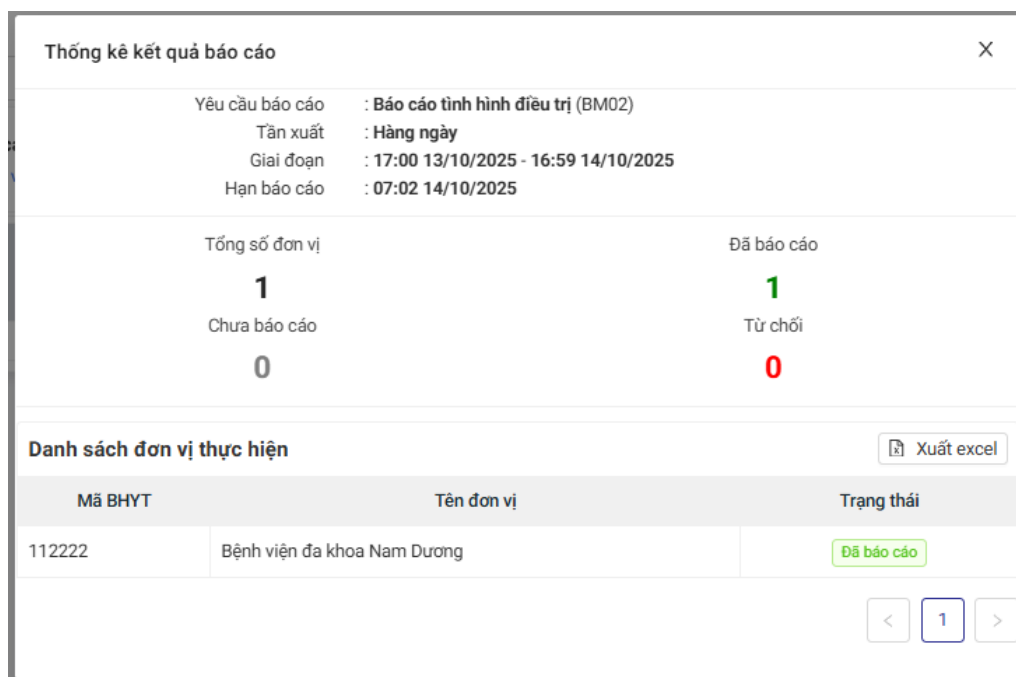 Thống kê kết quả báo cáo
Yêu cầu báo cáo : Báo cáo tình hình điều trị (BM02)
Tần xuất : Hàng ngày
Giai đoạn : 17:00 13/10/2025 - 16:59 14/10/2025
Hạn báo cáo : 07:02 14/10/2025
Tổng số đơn vị Đã báo cáo
1 1
Chưa báo cáo Từ chối
0 0
Danh sách đơn vị thực hiện Xuất excel
Mã BHYT Tên đơn vị Trạng thái
112222 Bệnh viện đa khoa Nam Dương Đã báo cáo
< 1 >